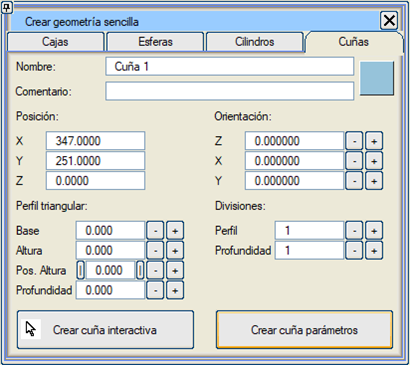 Crear geometría sencilla
Cajas Esferas Cilindros Cuñas
Nombre: Cuña 1
Comentario:
Posición: Orientación:
X 347.0000 Z 0.000000 - +
Y 251.0000 X 0.000000 - +
Z 0.0000 Y 0.000000 - +
Perfil triangular: Divisiones:
Base 0.000 - + Perfil 1 - +
Altura 0.000 - + Profundidad 1 - +
Pos. Altura 0.000 - +
Profundidad 0.000 - +
Crear cuña interactiva Crear cuña parámetros